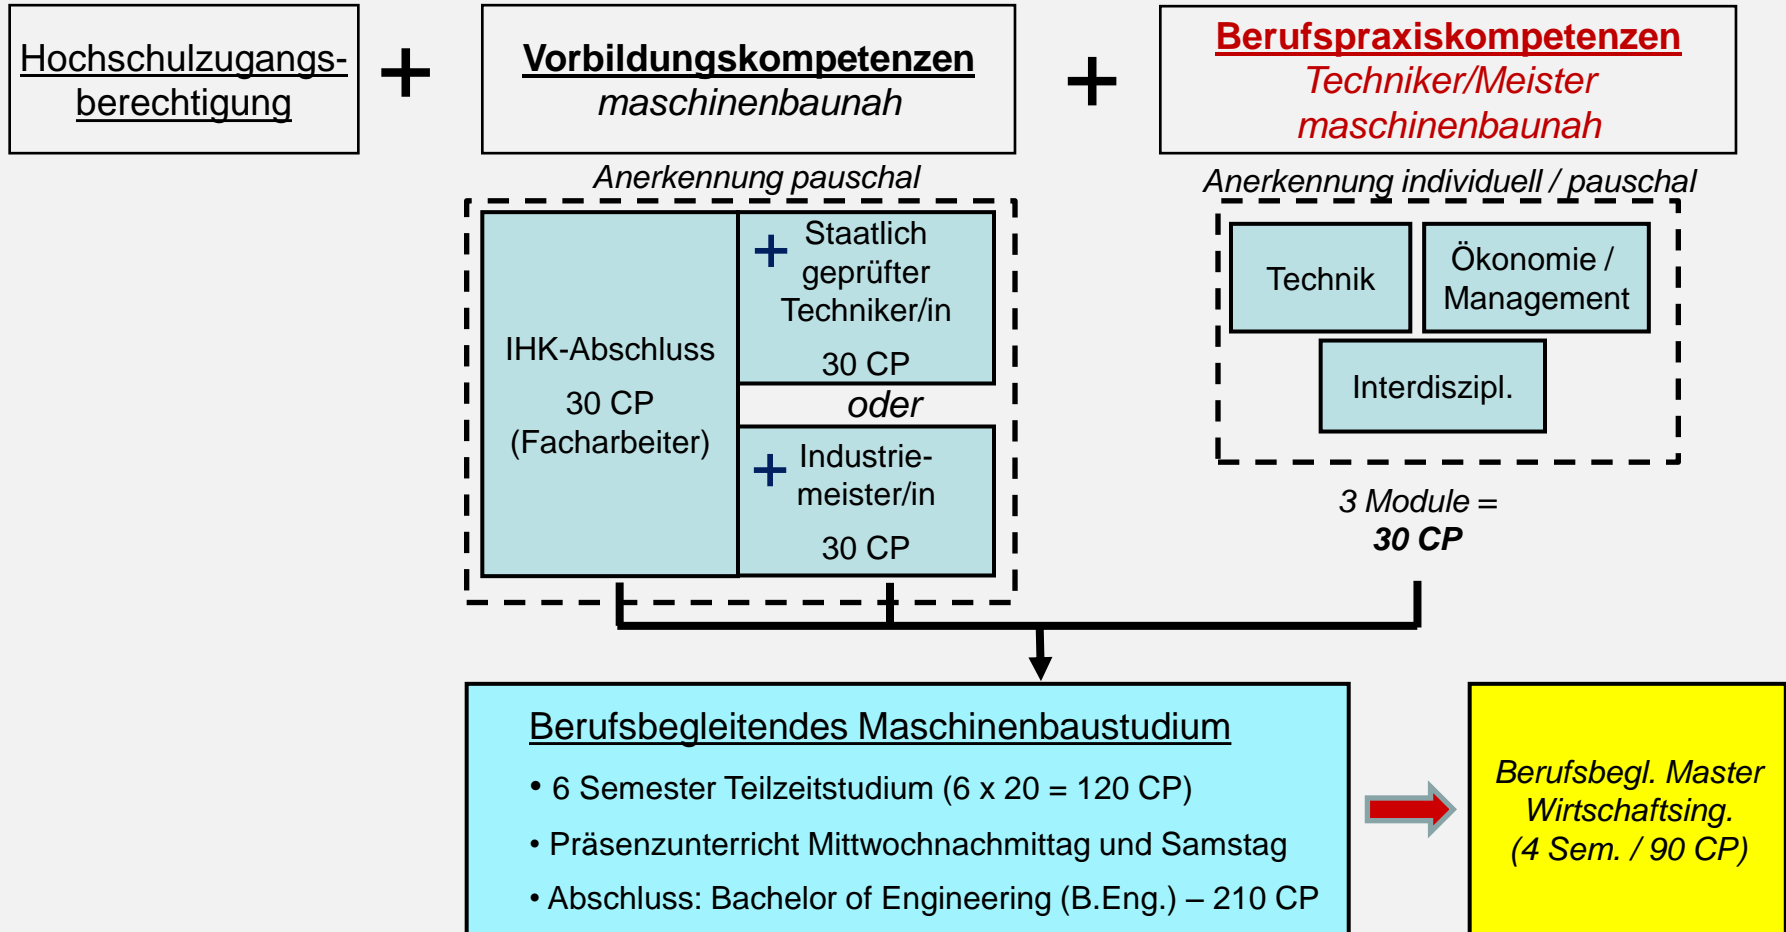 Hochschulzugangs-
berechtigung
+
Vorbildungskompetenzen
maschinenbaunah
+
Berufspraxiskompetenzen
Techniker/Meister
maschinenbaunah
Anerkennung pauschal
IHK-Abschluss
30 CP
(Facharbeiter)
+ Staatlich
geprüfter
Techniker/in
30 CP
oder
+ Industrie-
meister/in
30 CP
Anerkennung individuell / pauschal
Technik
Ökonomie /
Management
Interdiszipl.
3 Module =
30 CP
Berufsbegleitendes Maschinenbaustudium
• 6 Semester Teilzeitstudium (6 x 20 = 120 CP)
• Präsenzunterricht Mittwochnachmittag und Samstag
• Abschluss: Bachelor of Engineering (B.Eng.) – 210 CP
Berufsbegl. Master
Wirtschaftsing.
(4 Sem. / 90 CP)